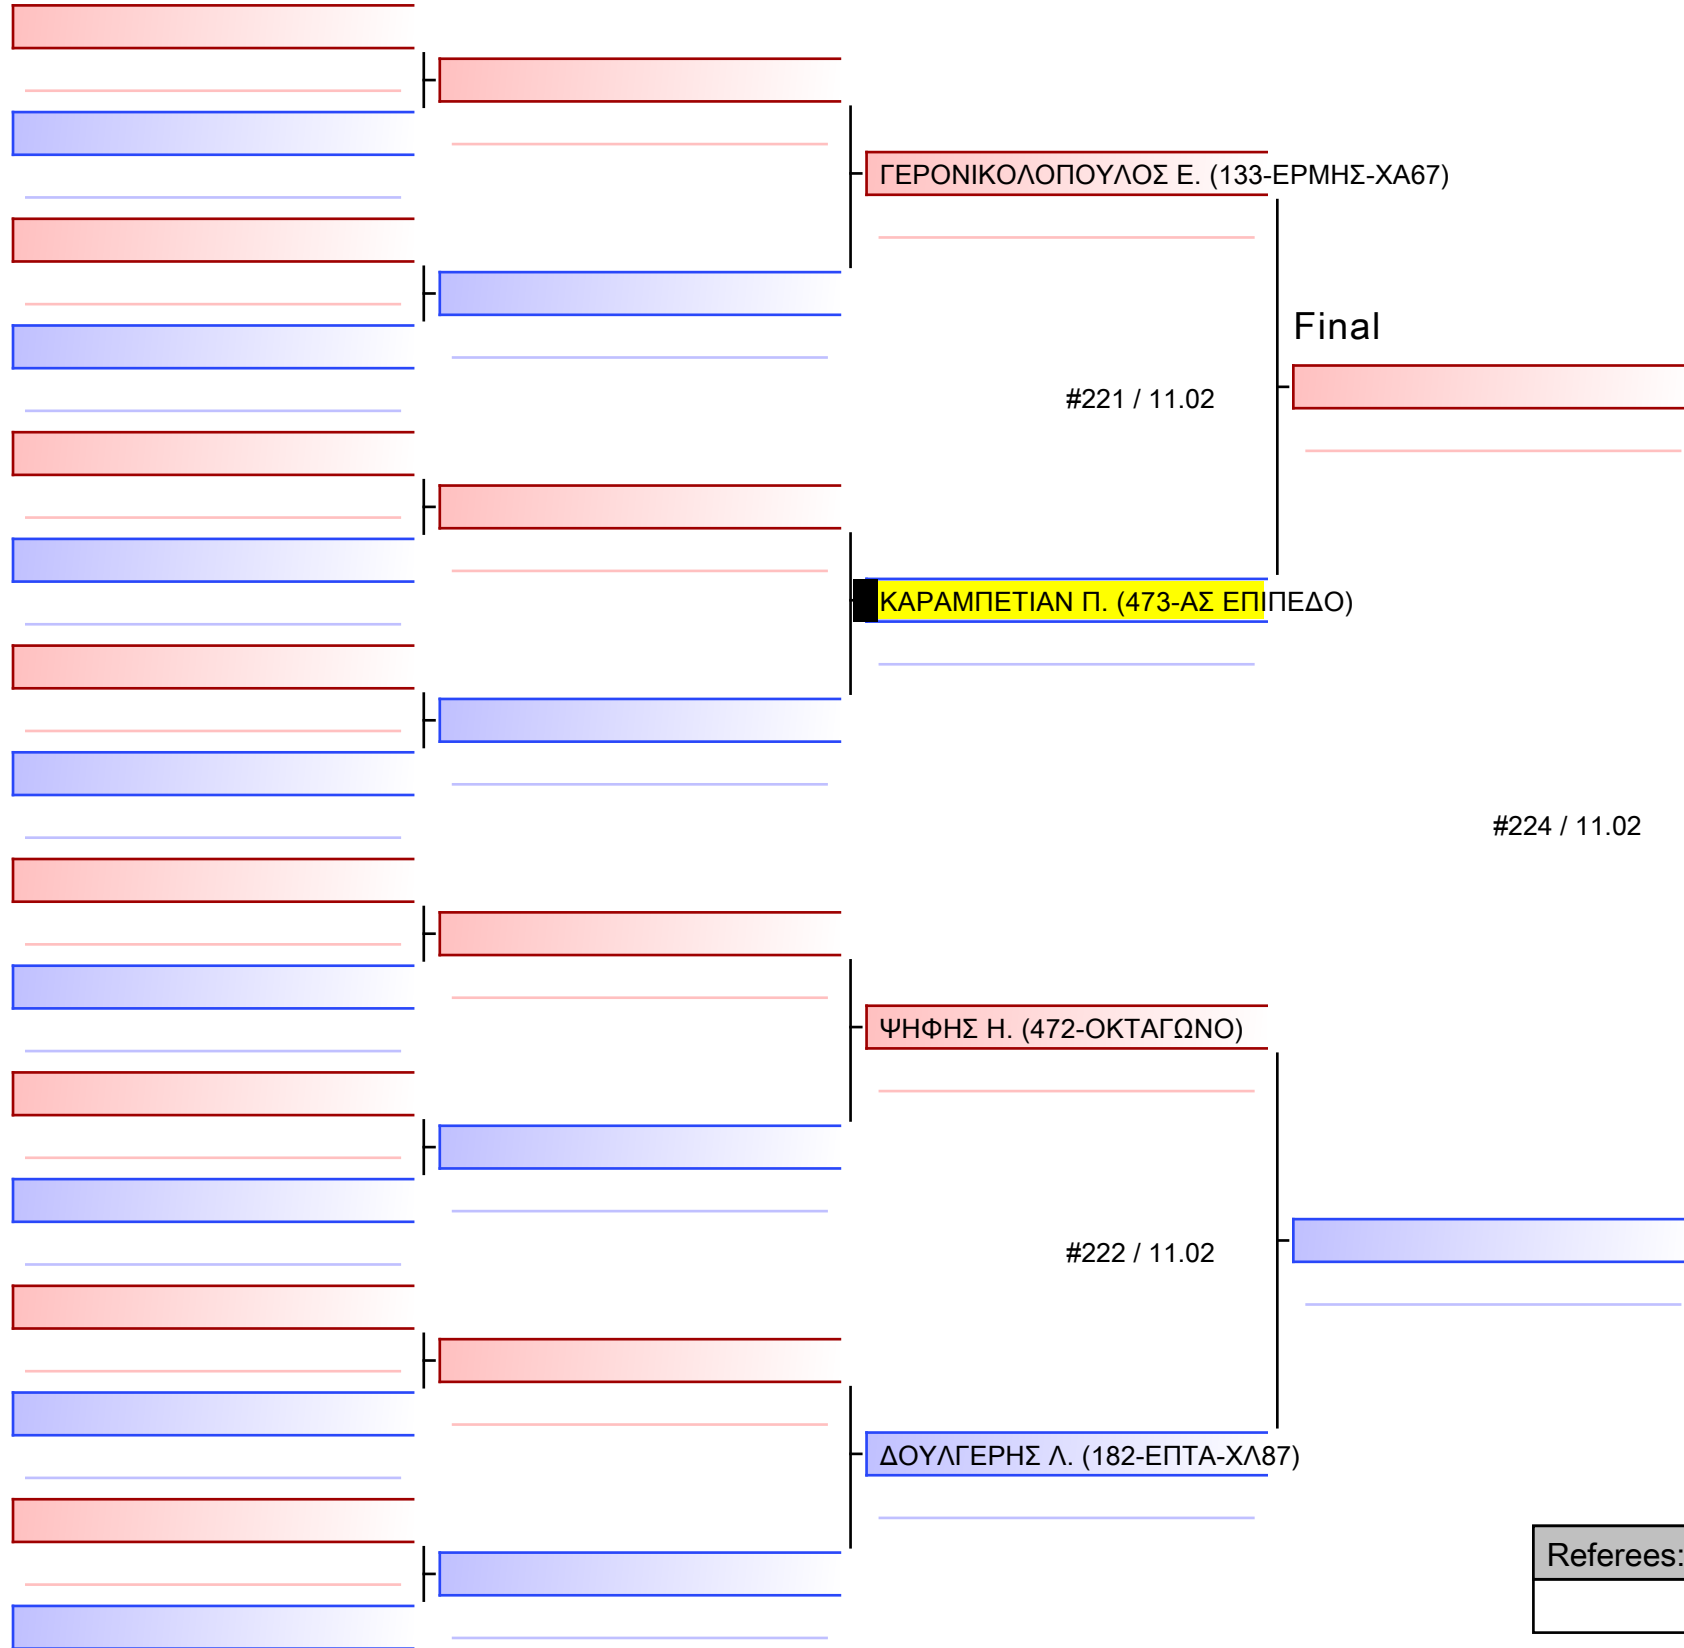 ΓΕΡΟΝΙΚΟΛΟΠΟΥΛΟΣ Ε. (133-ΕΡΜΗΣ-ΧΑ67)
Final
#221 / 11.02
ΚΑΡΑΜΠΕΤΙΑΝ Π. (473-ΑΣ ΕΠΙΠΕΔΟ)
#224 / 11.02
ΨΗΦΗΣ Η. (472-ΟΚΤΑΓΩΝΟ)
#222 / 11.02
ΔΟΥΛΓΕΡΗΣ Λ. (182-ΕΠΤΑ-ΧΛ87)
Referees: